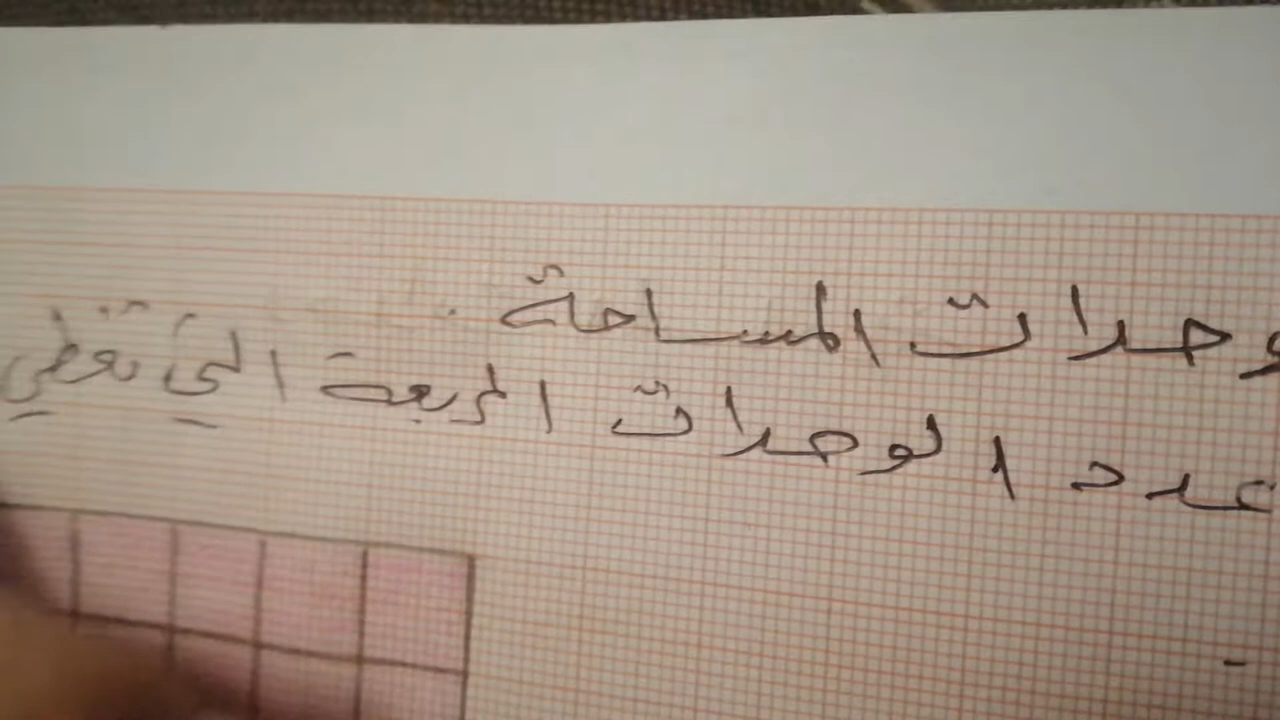 وحدات المساحة
عدد الوحدات المربعة التي تغطي